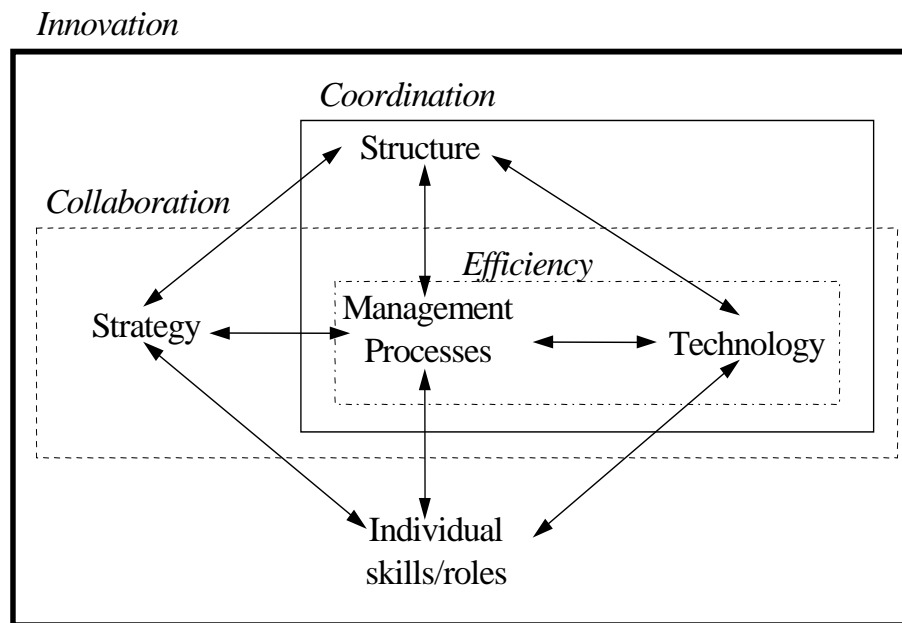 Innovation
Coordination
Structure
Collaboration
Efficiency
Management
Strategy
Processes
Technology
Individual
skills/roles